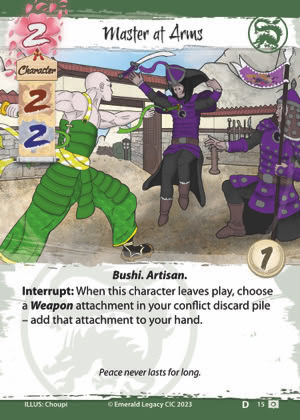 2
Master at Arms
Character
2
2
1
Bushi. Artisan.
Interrupt: When this character leaves play, choose
a Weapon attachment in your conflict discard pile
– add that attachment to your hand.
Peace never lasts for long.
ILLUS: Choupi © Emerald Legacy CIC 2023 D 15